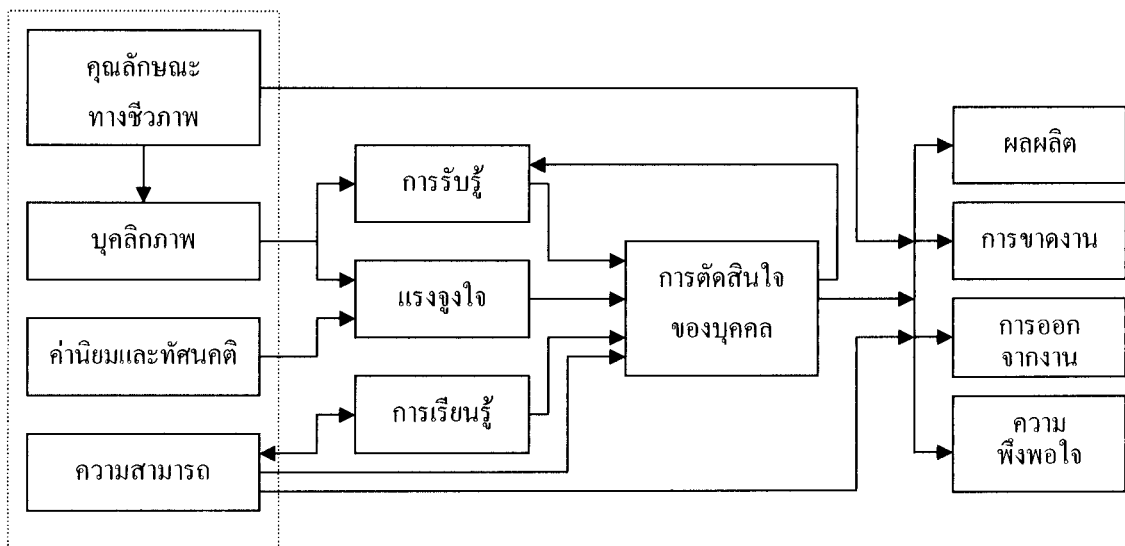 คุณลักษณะ
ทางชีวภาพ
บุคลิกภาพ
ค่านิยมและทัศนคติ
ความสามารถ
การรับรู้
แรงจูงใจ
การเรียนรู้
การตัดสินใจ
ของบุคคล
ผลผลิต
การขาดงาน
การออก
จากงาน
ความ
พึงพอใจ